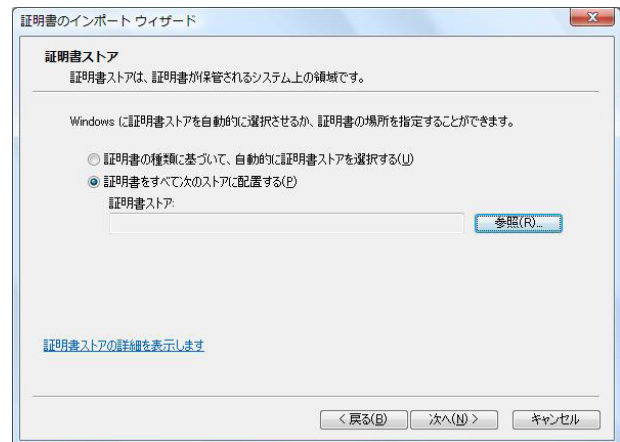 証明書のインポート ウィザード
証明書ストア
証明書ストアは、証明書が保管されるシステム上の領域です。
Windows に証明書ストアを自動的に選択させるか、証明書の場所を指定することができます。
証明書の種類に基づいて、自動的に証明書ストアを選択する(U)
証明書をすべて次のストアに配置する(P)
証明書ストア:
参照(R)...
証明書ストアの詳細を表示します
< 戻る(B) 次へ(N) > キャンセル